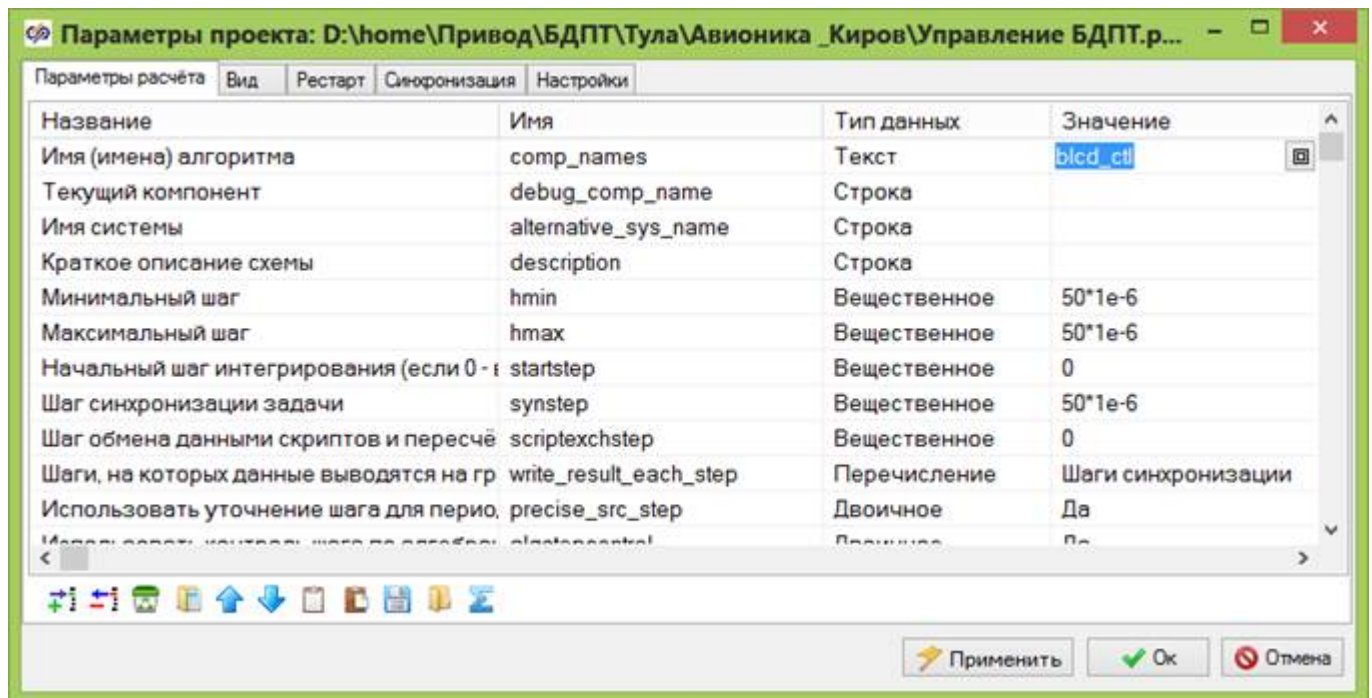 Параметры проекта: D:\home\Привод\БДПТ\Тула\Авионика _Киров\Управление БДПТ.p...
Параметры расчёта Вид Рестарт Синхронизация Настройки
Название Имя Тип данных Значение
Имя (имена) алгоритма comp_names Текст blcd_ctl
Текущий компонент debug_comp_name Строка
Имя системы alternative_sys_name Строка
Краткое описание схемы description Строка
Минимальный шаг hmin Вещественное 50*1e-6
Максимальный шаг hmax Вещественное 50*1e-6
Начальный шаг интегрирования (если 0 - startstep Вещественное 0
Шаг синхронизации задачи synstep Вещественное 50*1e-6
Шаг обмена данными скриптов и пересчё scriptexchstep Вещественное 0
Шаги, на которых данные выводятся на гр write_result_each_step Перечисление Шаги синхронизации
Использовать уточнение шага для перио, precise_src_step Двоичное Да
Применить Ок Отмена